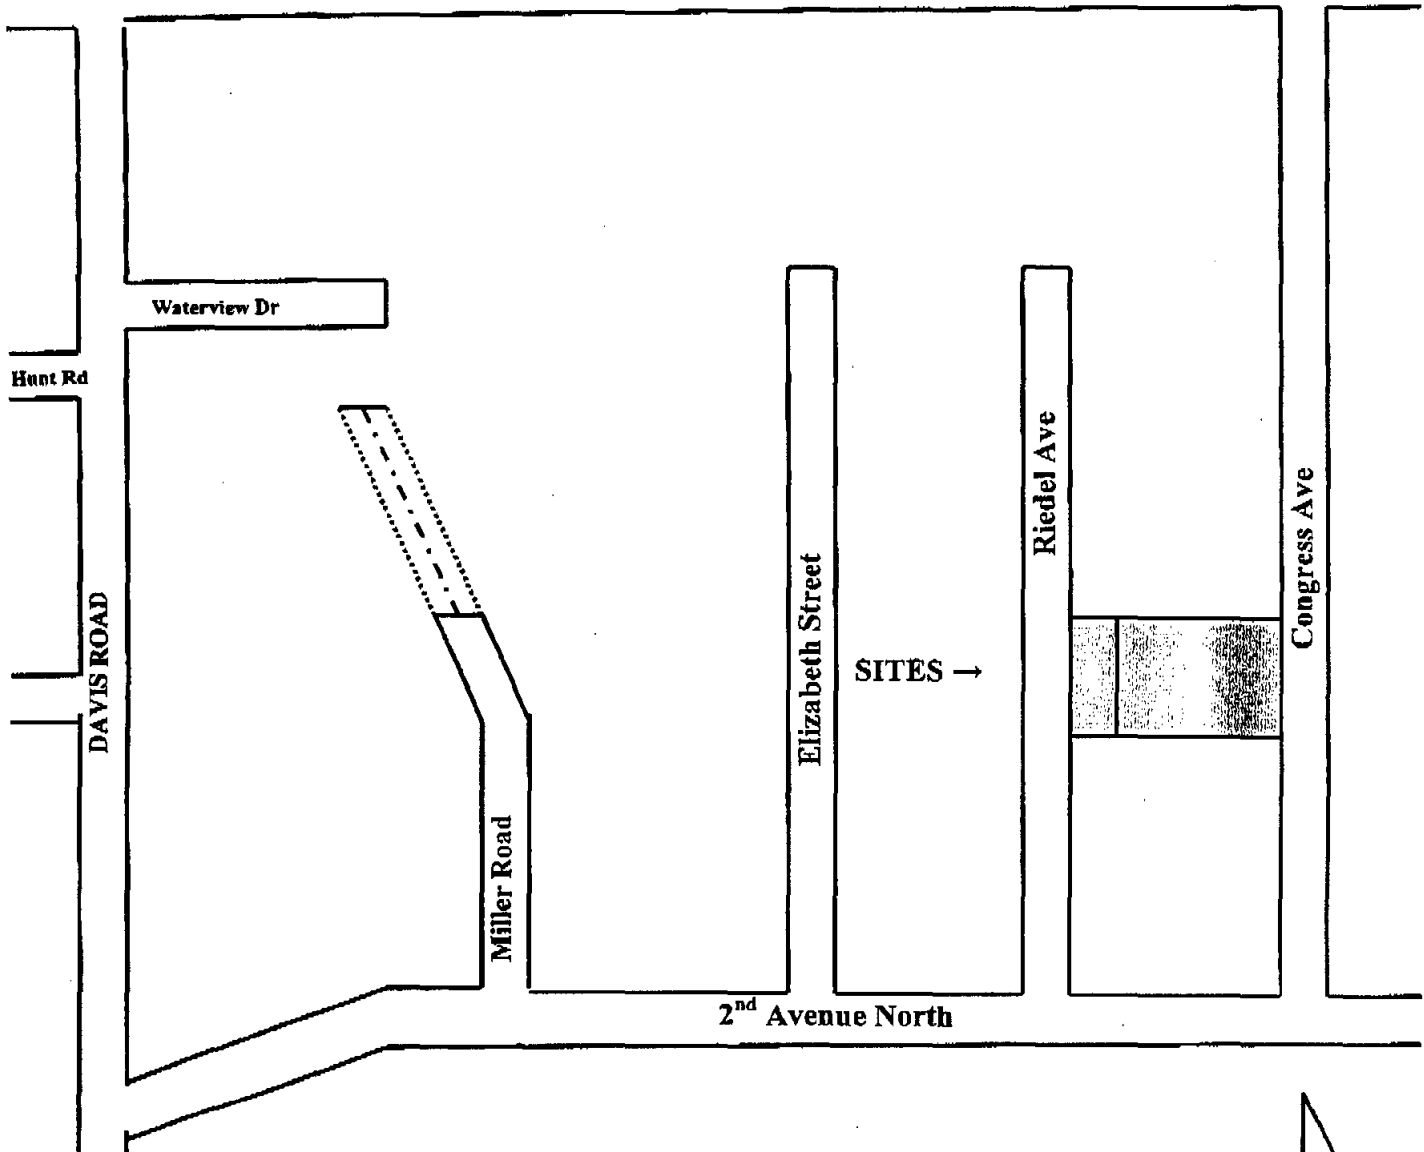 Waterview Dr
Hunt Rd
Riedel Ave
Congress Ave
Elizabeth Street
DAVIS ROAD
SITES →
Miller Road
2nd Avenue North